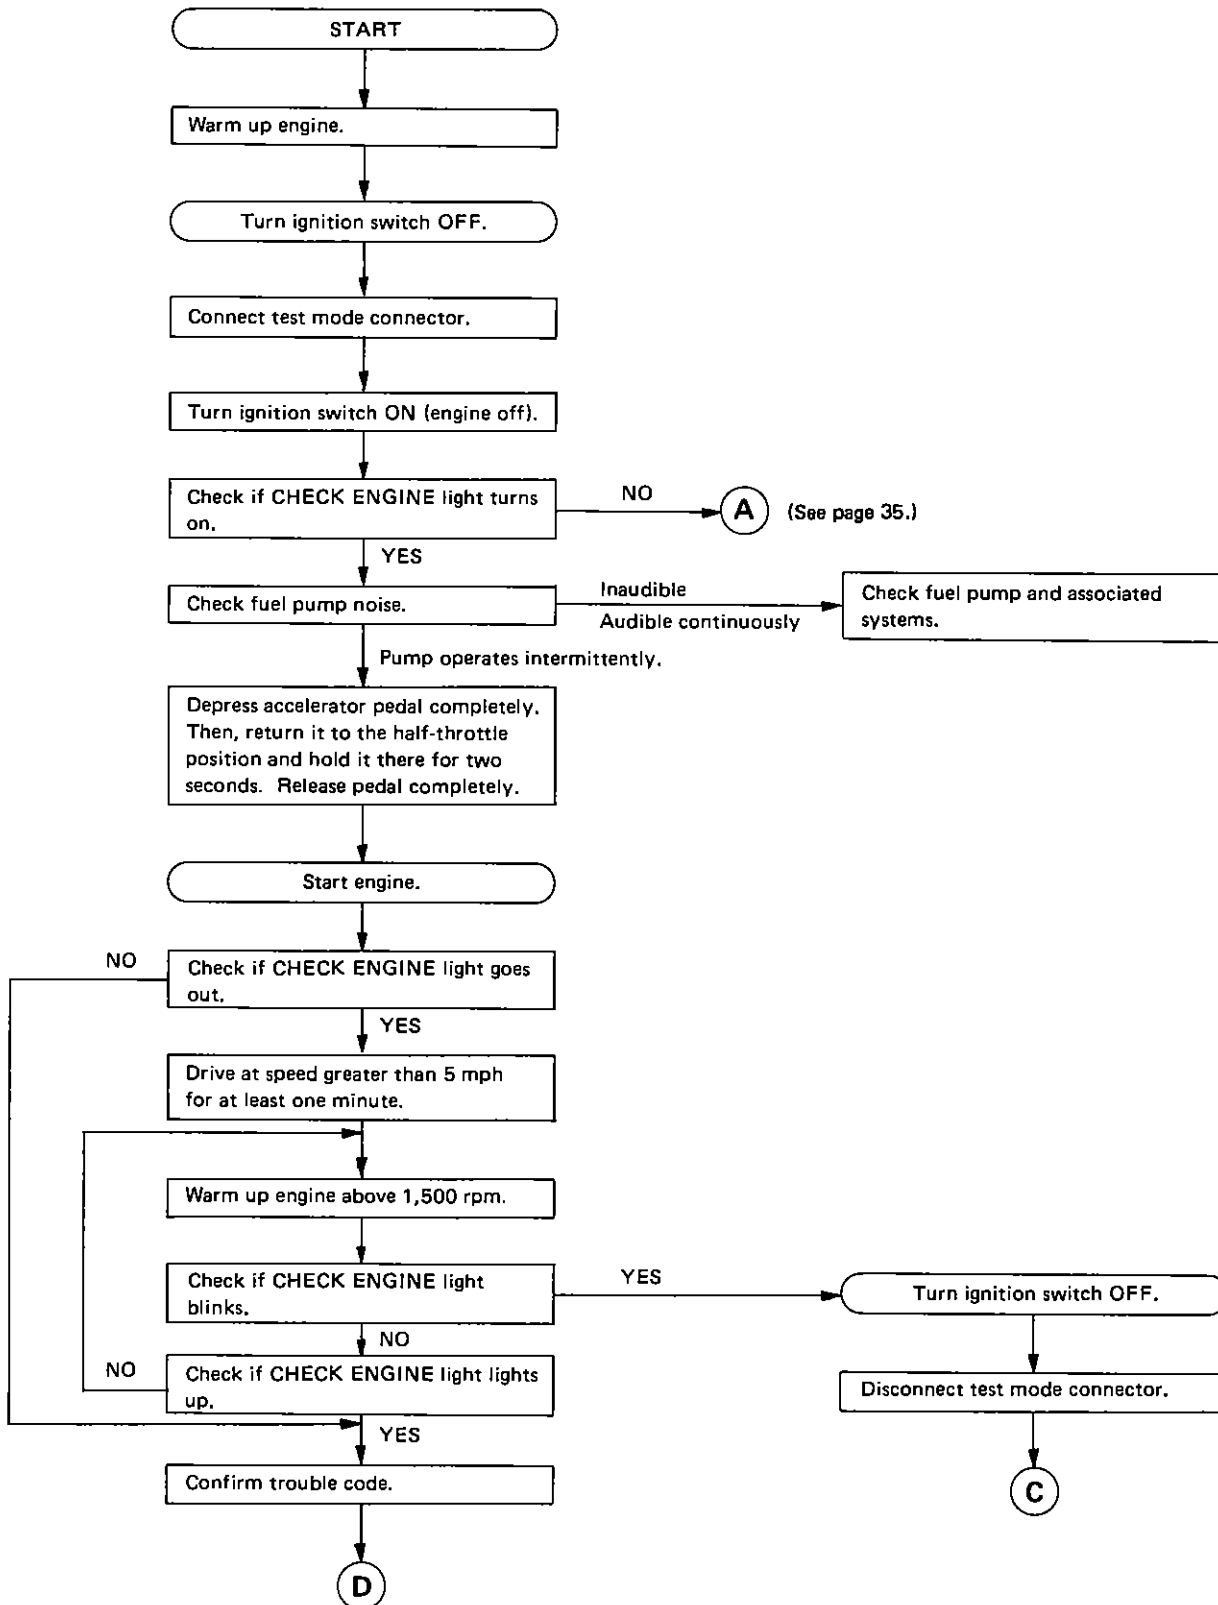 START
Warm up engine.
Turn ignition switch OFF.
Connect test mode connector.
Turn ignition switch ON (engine off).
Check if CHECK ENGINE light turns
on.
NO
A
(See page 35.)
YES
Check fuel pump noise.
Inaudible
Audible continuously
Check fuel pump and associated
systems.
Pump operates intermittently.
Depress accelerator pedal completely.
Then, return it to the half-throttle
position and hold it there for two
seconds. Release pedal completely.
Start engine.
NO
Check if CHECK ENGINE light goes
out.
YES
Drive at speed greater than 5 mph
for at least one minute.
Warm up engine above 1,500 rpm.
Check if CHECK ENGINE light
blinks.
YES
Turn ignition switch OFF.
NO
NO
Check if CHECK ENGINE light lights
up.
Disconnect test mode connector.
YES
Confirm trouble code.
C
D